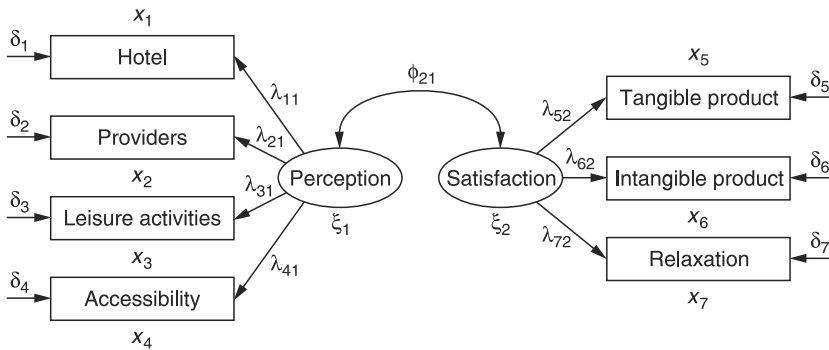 x1
δ1
Hotel
λ11
δ2
Providers
λ21
x2
δ3
Leisure activities
λ31
x3
δ4
Accessibility
λ41
x4
Perception
ξ1
ϕ21
Satisfaction
ξ2
x5
λ52
Tangible product
δ5
λ62
Intangible product
δ6
x6
λ72
Relaxation
δ7
x7